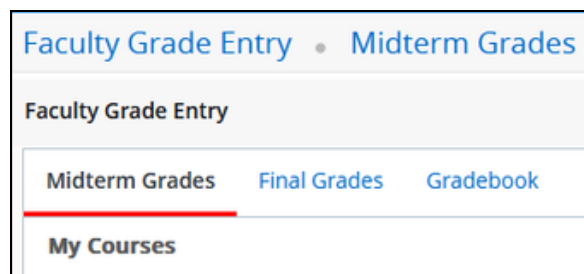 Faculty Grade Entry • Midterm Grades
Faculty Grade Entry
Midterm Grades Final Grades Gradebook
My Courses